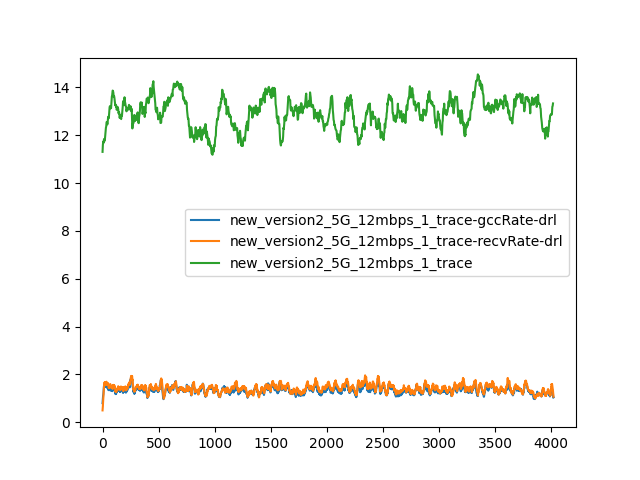 14
12
10
8
6
4
2
0
new_version2_5G_12mbps_1_trace-gccRate-drl
new_version2_5G_12mbps_1_trace-recvRate-drl
new_version2_5G_12mbps_1_trace
0 500 1000 1500 2000 2500 3000 3500 4000